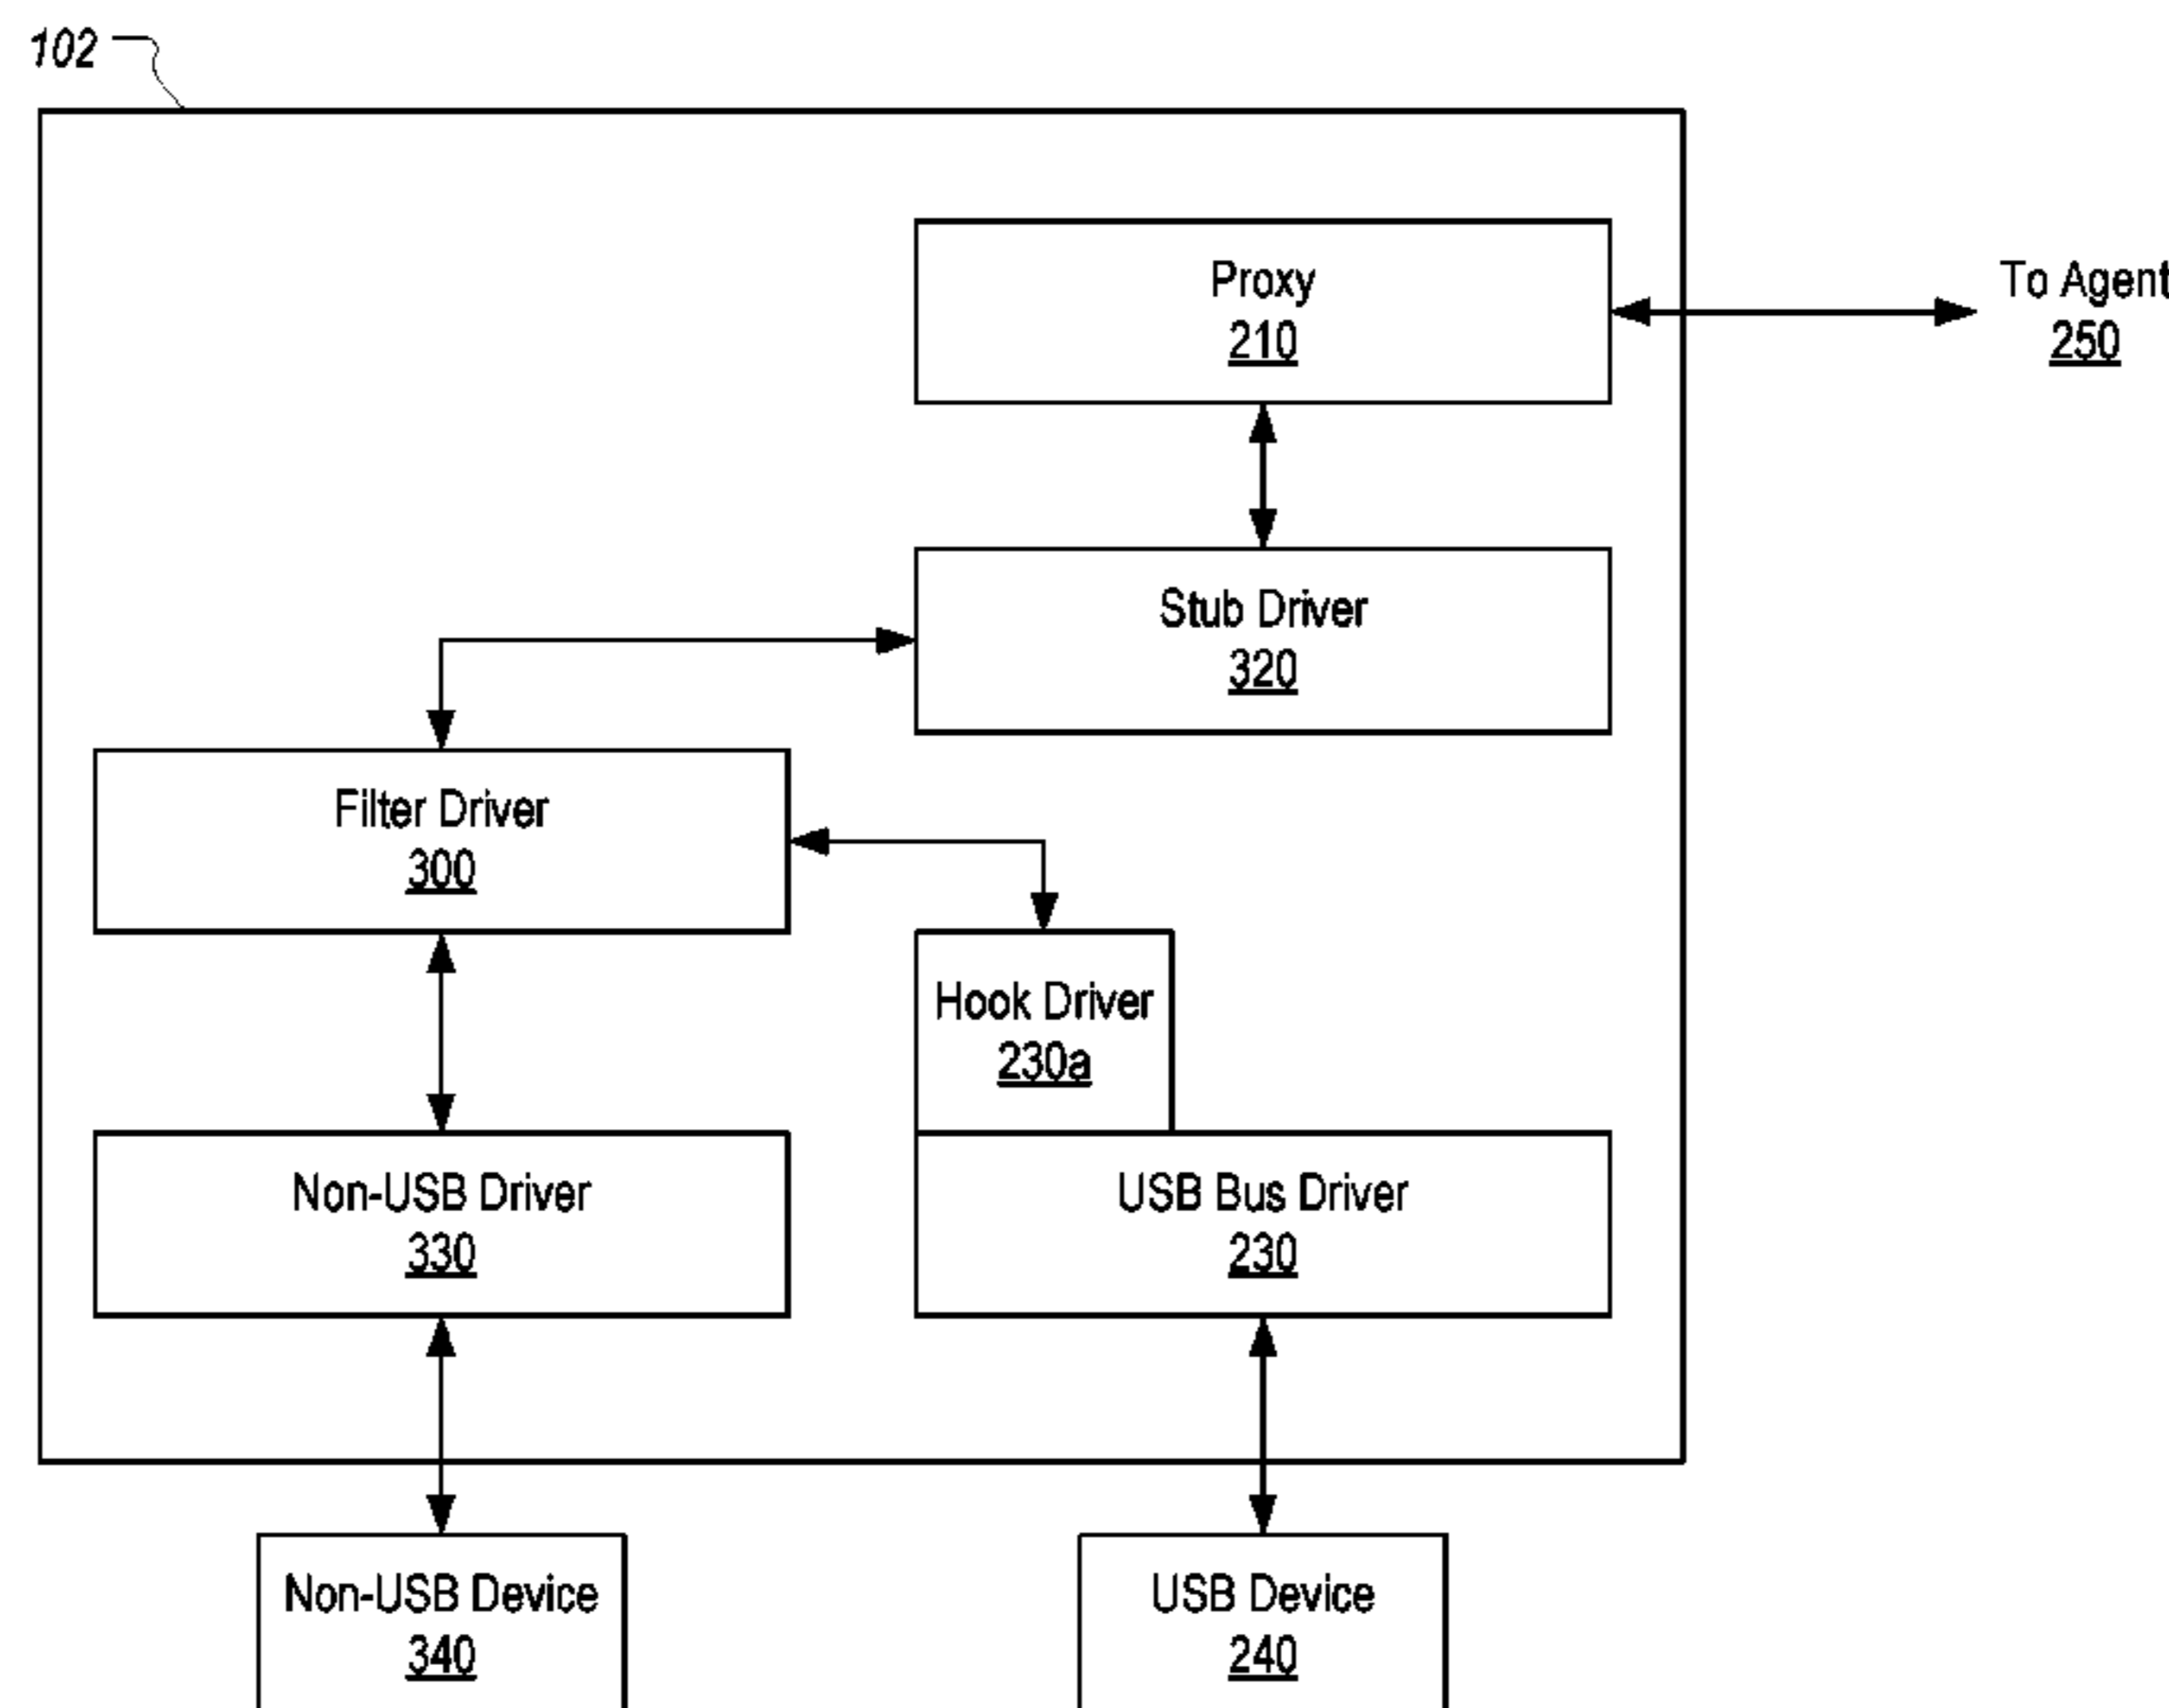 102
Proxy
210
To Agent
250
Stub Driver
320
Filter Driver
300
Hook Driver
230a
Non-USB Driver
330
USB Bus Driver
230
Non-USB Device
340
USB Device
240